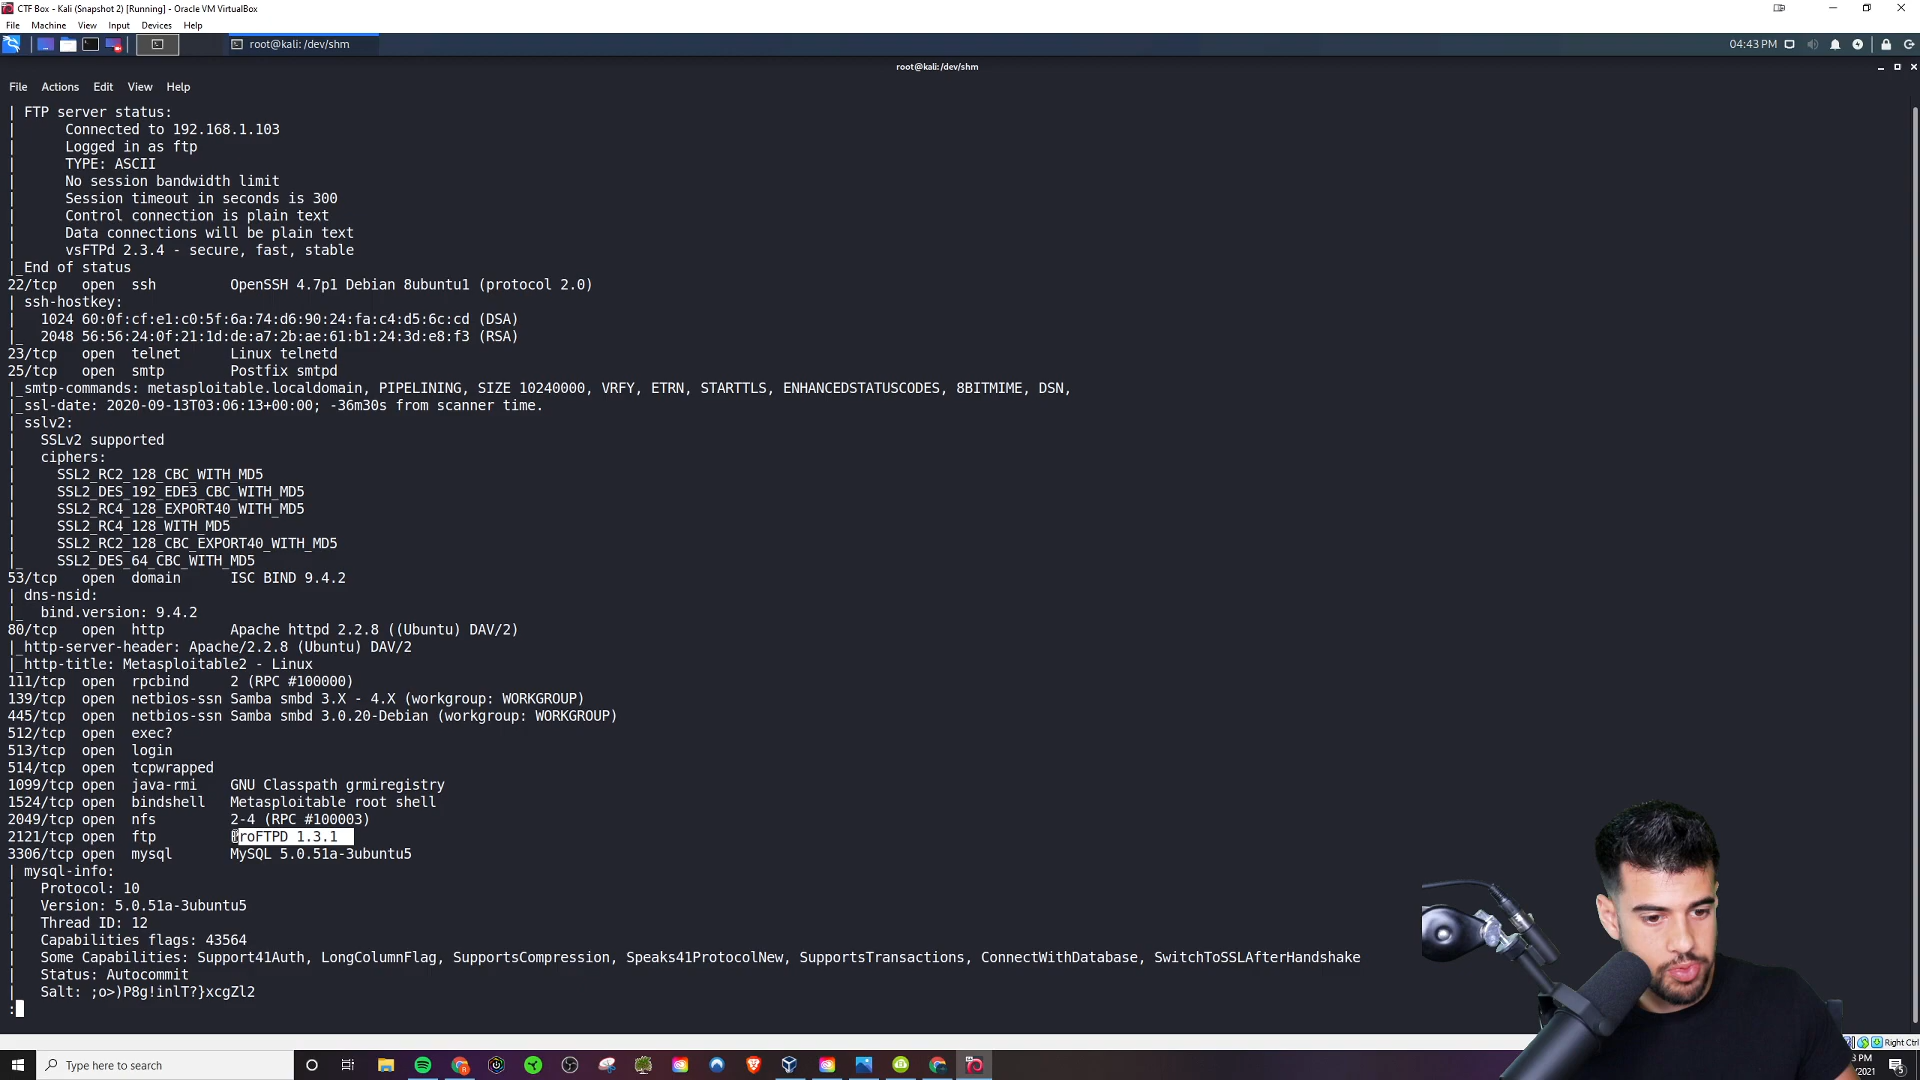 CTF Box - Kali (Snapshot 2) [Running] - Oracle VM VirtualBox
File Machine View Input Devices Help
root@kali: /dev/shm
04:43 PM
root@kali:/dev/shm
File Actions Edit View Help
| FTP server status:
| Connected to 192.168.1.103
| Logged in as ftp
| TYPE: ASCII
| No session bandwidth limit
| Session timeout in seconds is 300
| Control connection is plain text
| Data connections will be plain text
| vsFTPd 2.3.4 - secure, fast, stable
|_End of status
22/tcp open ssh OpenSSH 4.7p1 Debian 8ubuntu1 (protocol 2.0)
| ssh-hostkey:
| 1024 60:0f:cf:e1:c0:5f:6a:74:d6:90:24:fa:c4:d5:6c:cd (DSA)
|_ 2048 56:56:24:0f:21:1d:de:a7:2b:ae:61:b1:24:3d:e8:f3 (RSA)
23/tcp open telnet Linux telnetd
25/tcp open smtp Postfix smtpd
|_smtp-commands: metasploitable.localdomain, PIPELINING, SIZE 10240000, VRFY, ETRN, STARTTLS, ENHANCEDSTATUSCODES, 8BITMIME, DSN,
|_ssl-date: 2020-09-13T03:06:13+00:00; -36m30s from scanner time.
| sslv2:
| SSLv2 supported
| ciphers:
| SSL2_RC2_128_CBC_WITH_MD5
| SSL2_DES_192_EDE3_CBC_WITH_MD5
| SSL2_RC4_128_EXPORT40_WITH_MD5
| SSL2_RC4_128_WITH_MD5
| SSL2_RC2_128_CBC_EXPORT40_WITH_MD5
|_ SSL2_DES_64_CBC_WITH_MD5
53/tcp open domain ISC BIND 9.4.2
| dns-nsid:
|_ bind.version: 9.4.2
80/tcp open http Apache httpd 2.2.8 ((Ubuntu) DAV/2)
|_http-server-header: Apache/2.2.8 (Ubuntu) DAV/2
|_http-title: Metasploitable2 - Linux
111/tcp open rpcbind 2 (RPC #100000)
139/tcp open netbios-ssn Samba smbd 3.X - 4.X (workgroup: WORKGROUP)
445/tcp open netbios-ssn Samba smbd 3.0.20-Debian (workgroup: WORKGROUP)
512/tcp open exec?
513/tcp open login
514/tcp open tcpwrapped
1099/tcp open java-rmi GNU Classpath grmiregistry
1524/tcp open bindshell Metasploitable root shell
2049/tcp open nfs 2-4 (RPC #100003)
2121/tcp open ftp ProFTPD 1.3.1
3306/tcp open mysql MySQL 5.0.51a-3ubuntu5
| mysql-info:
| Protocol: 10
| Version: 5.0.51a-3ubuntu5
| Thread ID: 12
| Capabilities flags: 43564
| Some Capabilities: Support41Auth, LongColumnFlag, SupportsCompression, Speaks41ProtocolNew, SupportsTransactions, ConnectWithDatabase, SwitchToSSLAfterHandshake
| Status: Autocommit
| Salt: ;o>)P8g!inlT?}xcgZl2
:
Right Ctrl
Type here to search
3 PM
/2021
5